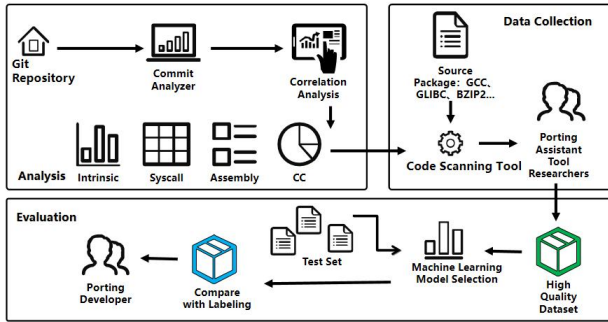 Git
Repository
Commit
Analyzer
Correlation
Analysis
Analysis
Intrinsic
Syscall
Assembly
CC
Data Collection
Source
Package：GCC、
GLIBC、BZIP2...
Code Scanning Tool
Porting
Assistant
Tool
Researchers
Evaluation
Porting
Developer
Compare
with Labeling
Test Set
Machine Learning
Model Selection
High
Quality
Dataset